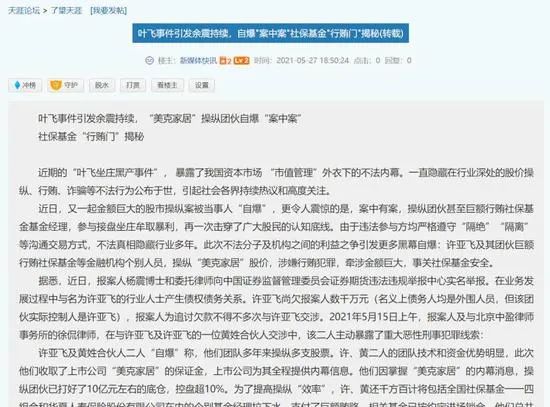 天涯论坛 > 了望天涯 [我要发帖]
叶飞事件引发余震持续,自爆"案中案"社保基金"行贿门"揭秘(转载)
楼主:新媒体快讯 2 Lv 2 时间:2021-05-27 18:50:24 点击:0 回复:0
冲榜 守护 脱水 打赏 看楼主 设置
叶飞事件引发余震持续,“美克家居”操纵团伙自爆“案中案”
社保基金“行贿门”揭秘
近期的“叶飞坐庄黑产事件”,暴露了我国资本市场“市值管理”外衣下的不法内幕。一直隐藏在行业深处的股价操
纵、行贿、诈骗等不法行为公布于世,引起社会各界持续热议和高度关注。
近日,又一起金额巨大的股市操纵案被当事人“自爆”,更令人震惊的是,案中有案,操纵团伙甚至巨额行贿社保基
基金经理,参与接盘坐庄牟取暴利,再一次击穿了广大股民的认知底线。由于违法参与方均严格遵守“隔绝”“隔离”
等沟通交易方式,不法真相隐藏行业多年。此次不法分子及机构之间的利益之争引发更多黑幕自爆:许亚飞及其团伙巨额
行贿社保基金等金融机构个别人员,操纵“美克家居”股价,涉嫌行贿犯罪,牵涉金额巨大,事关社保基金安全。
据悉,近日,报案人杨震博士和委托律师向中国证券监督管理委员会证券期货违法违规举报中心实名举报。在业务发
展过程中与名为许亚飞的行业人士产生债权债务关系。许亚飞尚欠报案人数千万元(名义上债务人均是外围人员,但该团
伙实际控制人是许亚飞),报案人为追讨欠款不得不多次与许亚飞交涉。2021年5月15日上午,报案人及与北京中盈律
师事务所的徐侃律师,在与许亚飞及许亚飞的一位黄姓合伙人交涉中,该二人主动暴露了重大恶性刑事犯罪线索:
许亚飞及黄姓合伙人二人“自爆”称,他们团队多年来操纵多支股票。许、黄二人的团队技术和资金优势明显,此次
他们收取了上市公司“美克家居”的保证金,上市公司为其全程提供内幕信息。他们因掌握“美克家居”的内幕消息,操
纵团伙已打好了10亿元左右的底仓,控盘超10%。为了提高操纵“效率”,许、黄还千方百计将包括全国社保基金——四